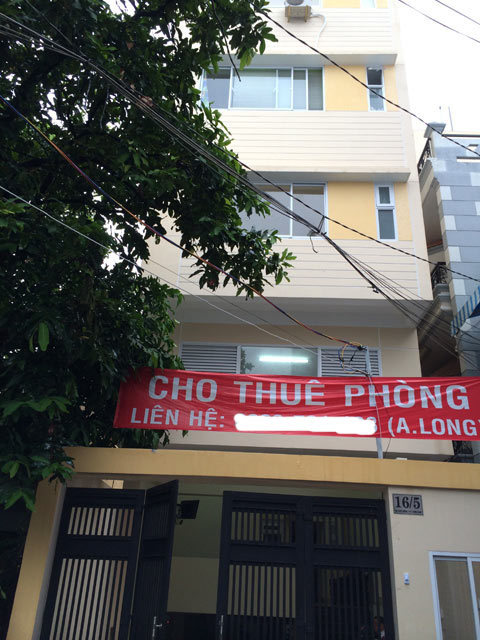 CHO THUÊ PHÒNG
LIÊN HỆ: (A.LONG)
16/5